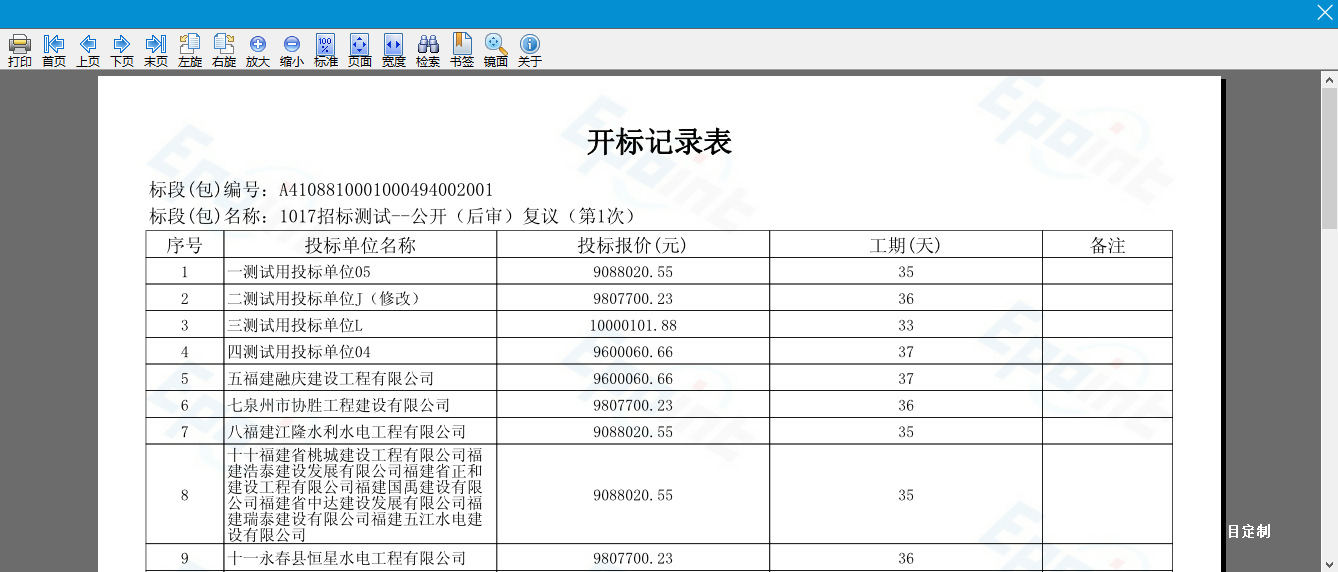 打印 首页 上页 下页 末页 左旋 右旋 放大 缩小 标准 页面 宽度 检索 书签 镜面 关于
开标记录表
标段(包)编号: A4108810001000494002001
标段(包)名称: 1017招标测试--公开（后审）复议（第1次）
序号 投标单位名称 投标报价(元) 工期(天) 备注
1 一测试用投标单位05 9088020.55 35
2 二测试用投标单位J（修改） 9807700.23 36
3 三测试用投标单位L 10000101.88 33
4 四测试用投标单位04 9600060.66 37
5 五福建融庆建设工程有限公司 9600060.66 37
6 七泉州市协胜工程建设有限公司 9807700.23 36
7 八福建江隆水利水电工程有限公司 9088020.55 35
十十福建省桃城建设工程有限公司福
建浩泰建设发展有限公司福建省正和
建设工程有限公司福建国禹建设有限
8 公司福建省中达建设发展有限公司福 9088020.55 35
建瑞泰建设有限公司福建五江水电建
设有限公司
目定制
9 十一永春县恒星水电工程有限公司 9807700.23 36
Epoint
Epoint
Epoint
Epoint
Epoint
Epoint